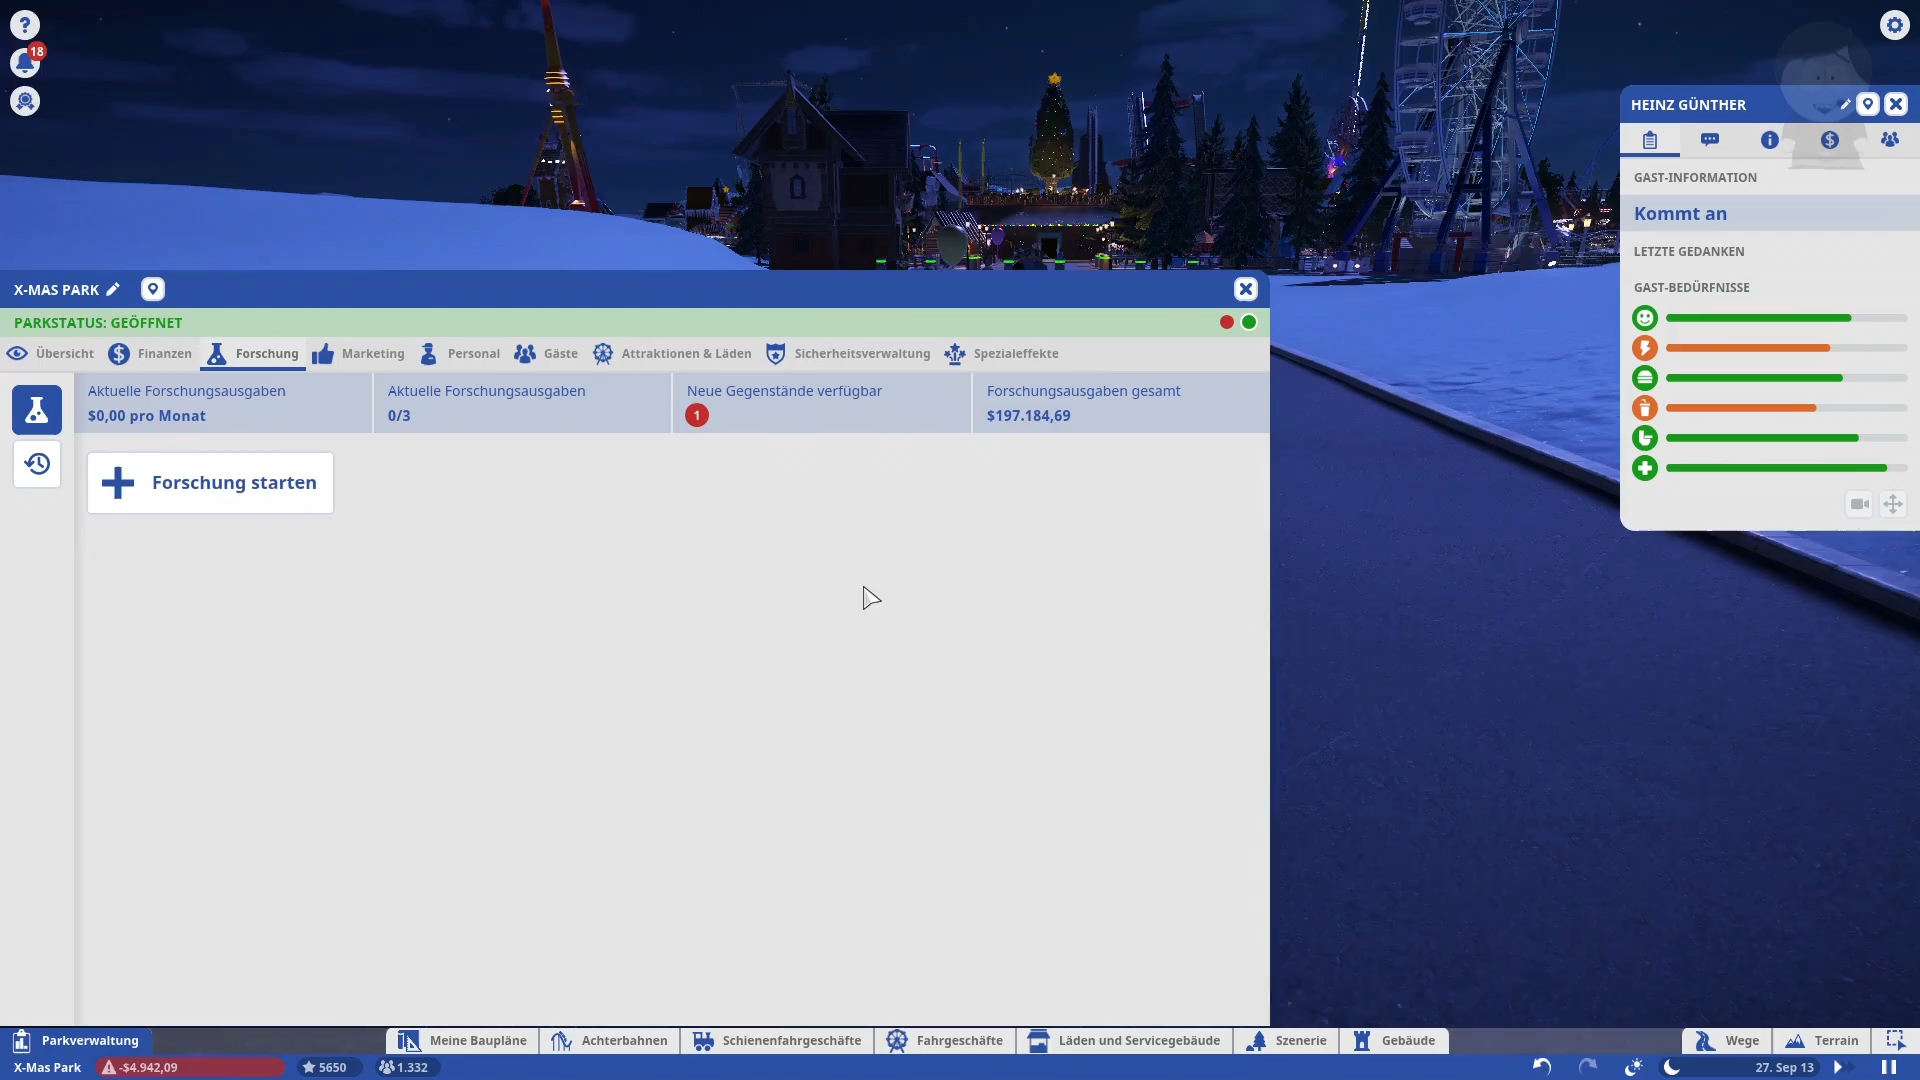 ?
18
HEINZ GÜNTHER
GAST-INFORMATION
Kommt an
LETZTE GEDANKEN
GAST-BEDÜRFNISSE
X-MAS PARK
PARKSTATUS: GEÖFFNET
Übersicht
Finanzen
Forschung
Marketing
Personal
Gäste
Attraktionen & Läden
Sicherheitsverwaltung
Spezialeffekte
Aktuelle Forschungsausgaben
$0,00 pro Monat
Aktuelle Forschungsausgaben
0/3
Neue Gegenstände verfügbar
1
Forschungsausgaben gesamt
$197.184,69
Forschung starten
Parkverwaltung
Meine Baupläne
Achterbahnen
Schienenfahrgeschäfte
Fahrgeschäfte
Läden und Servicegebäude
Szenerie
Gebäude
Wege
Terrain
X-Mas Park
-$4.942,09
5650
1.332
27. Sep 13